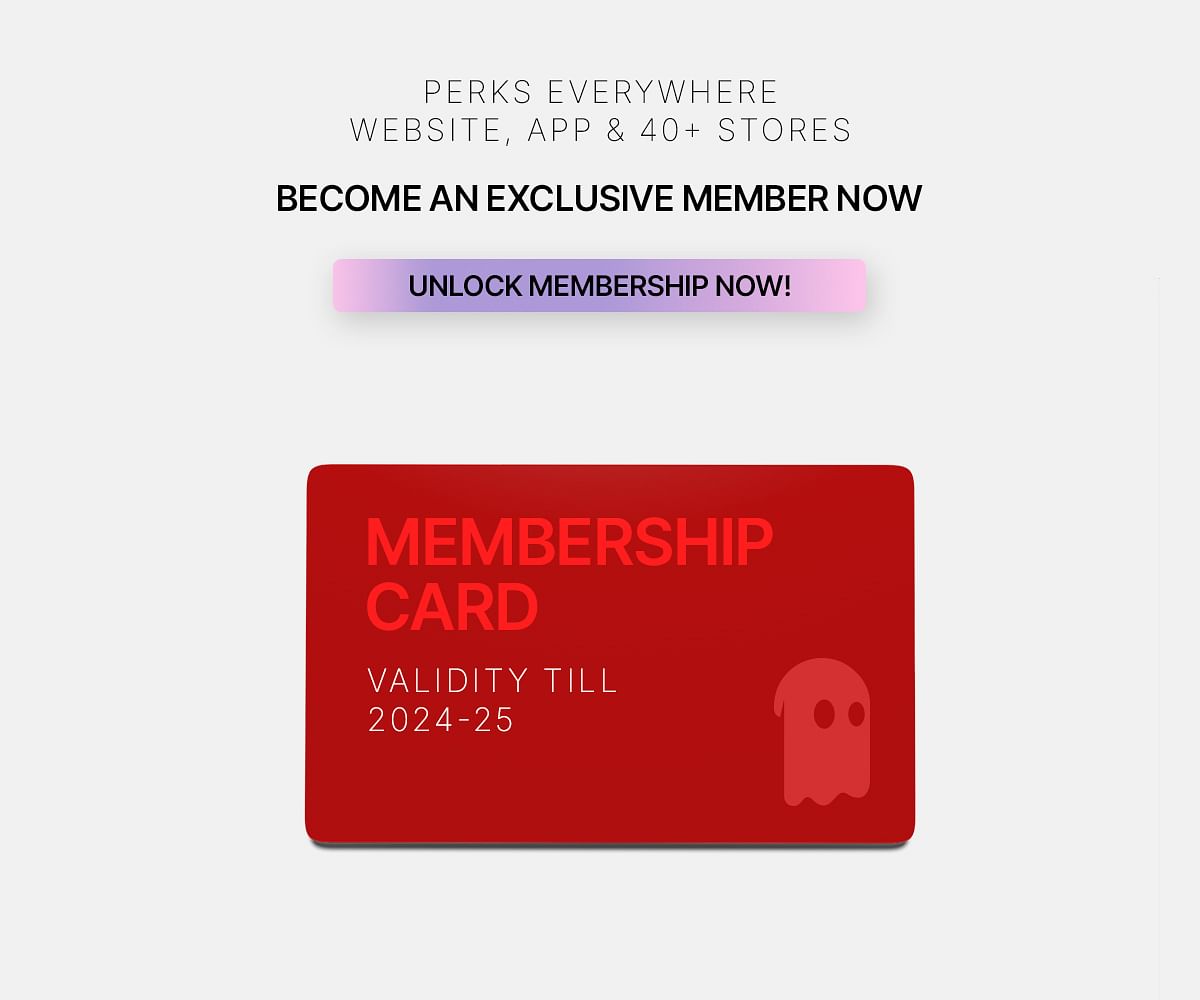 PERKS EVERYWHERE
WEBSITE, APP & 40+ STORES
BECOME AN EXCLUSIVE MEMBER NOW
UNLOCK MEMBERSHIP NOW!
MEMBERSHIP
CARD
VALIDITY TILL
2024-25